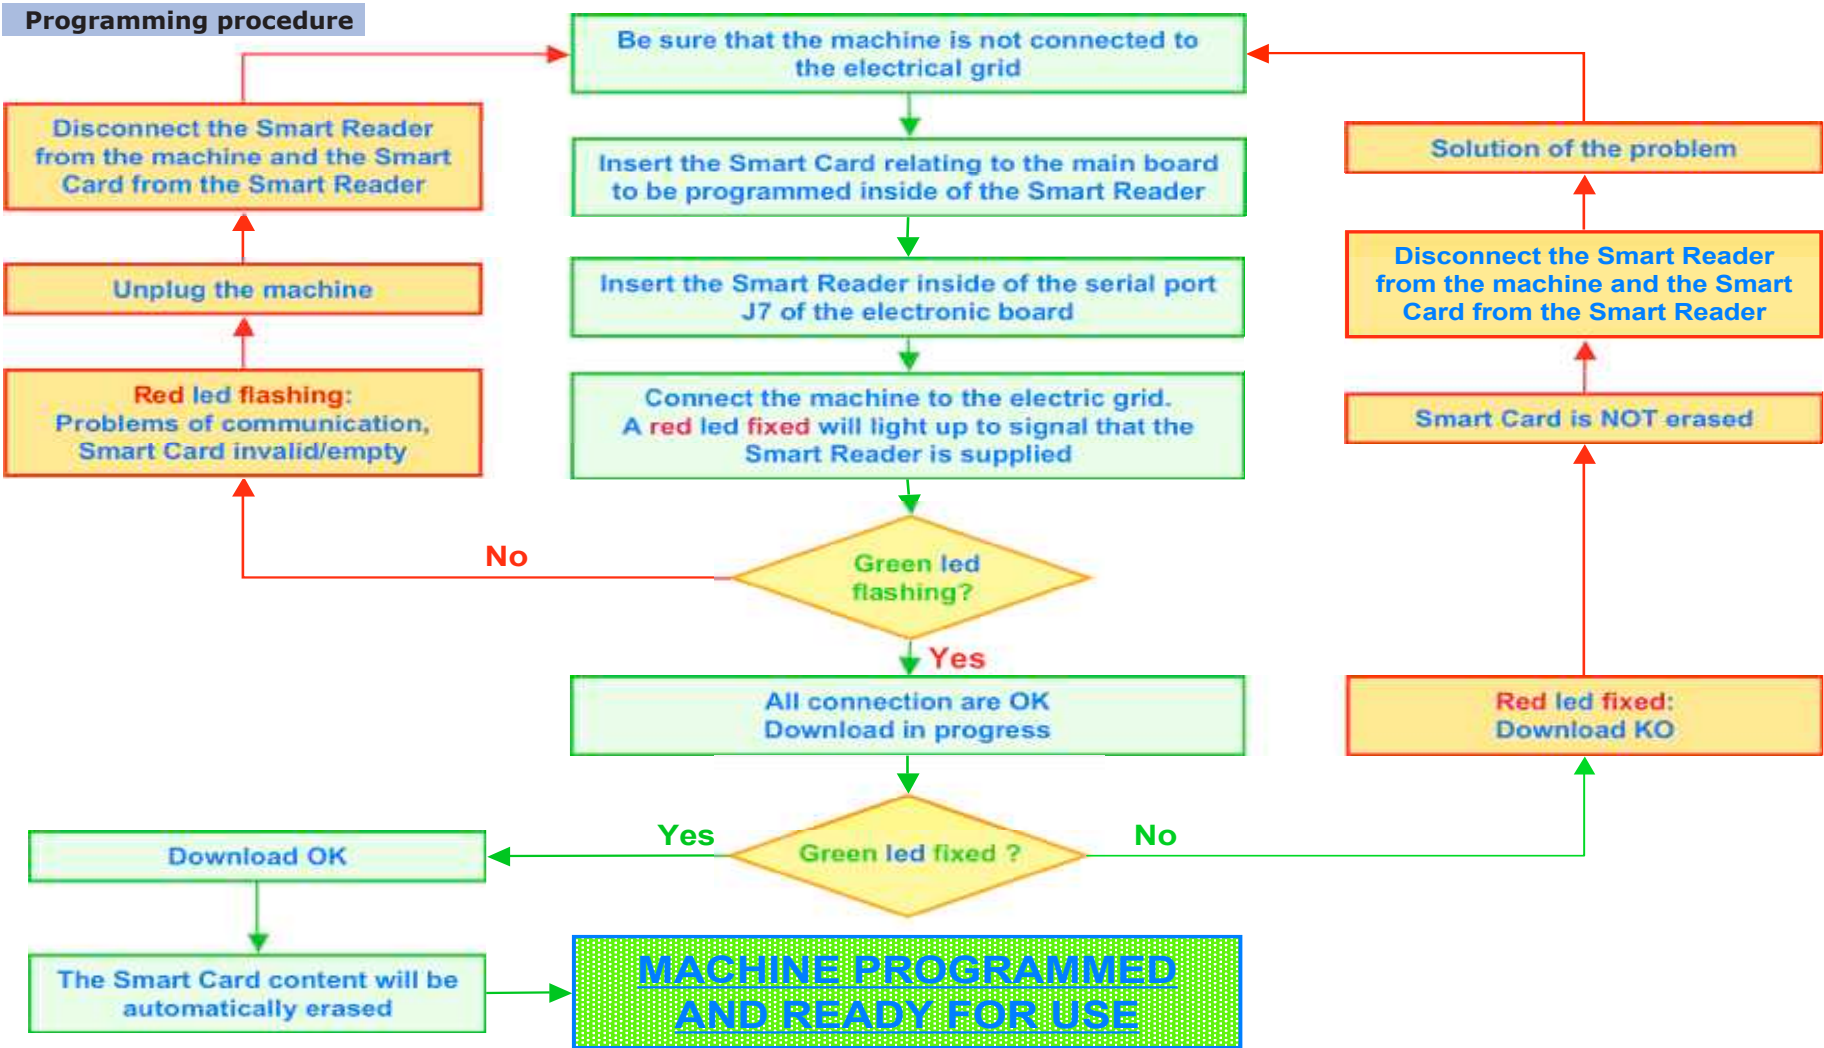 Programming procedure
Be sure that the machine is not connected to
the electrical grid
Disconnect the Smart Reader
from the machine and the Smart
Card from the Smart Reader
Insert the Smart Card relating to the main board
to be programmed inside of the Smart Reader
Solution of the problem
Unplug the machine
Insert the Smart Reader inside of the serial port
J7 of the electronic board
Disconnect the Smart Reader
from the machine and the Smart
Card from the Smart Reader
Red led flashing:
Problems of communication,
Smart Card invalid/empty
Connect the machine to the electric grid.
A red led fixed will light up to signal that the
Smart Reader is supplied
Smart Card is NOT erased
No
Green led
flashing?
Yes
All connection are OK
Download in progress
Red led fixed:
Download KO
Download OK
Yes
Green led fixed ?
No
The Smart Card content will be
automatically erased
MACHINE PROGRAMMED
AND READY FOR USE